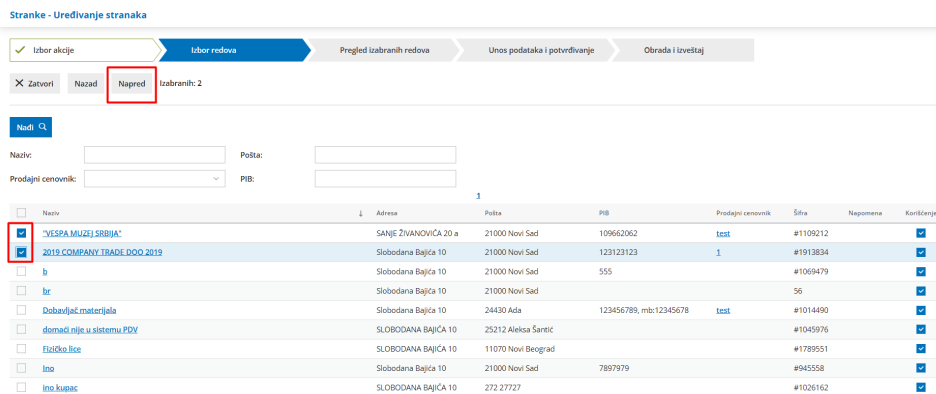 Stranke - Uređivanje stranaka
Izbor akcije Izbor redova Pregled izabranih redova Unos podataka i potvrđivanje Obrada i izveštaj
Zatvori Nazad Napred Izabranih: 2
Nađi
Naziv: Pošta:
Prodajni cenovnik: PIB:
1
Naziv ↓ Adresa Pošta PIB Prodajni cenovnik Šifra Napomena Korišćenje
"VESPA MUZEJ SRBIJA" SANJE ŽIVANOVIĆA 20 a 21000 Novi Sad 109662062 test #1109212
2019 COMPANY TRADE DOO 2019 Slobodana Bajića 10 21000 Novi Sad 123123123 1 #1913834
b Slobodana Bajića 10 21000 Novi Sad 555 #1069479
br Slobodana Bajića 10 21000 Novi Sad 56
Dobavljač materijala Slobodana Bajića 10 24430 Ada 123456789, mb:12345678 test #1014490
domaći nije u sistemu PDV SLOBODANA BAJIĆA 10 25212 Aleksa Šantić #1045976
Fizičko lice SLOBODANA BAJIĆA 10 11070 Novi Beograd #1789551
Ino Slobodana Bajića 10 21000 Novi Sad 7897979 #945558
ino kupac SLOBODANA BAJIĆA 10 272 27727 #1026162